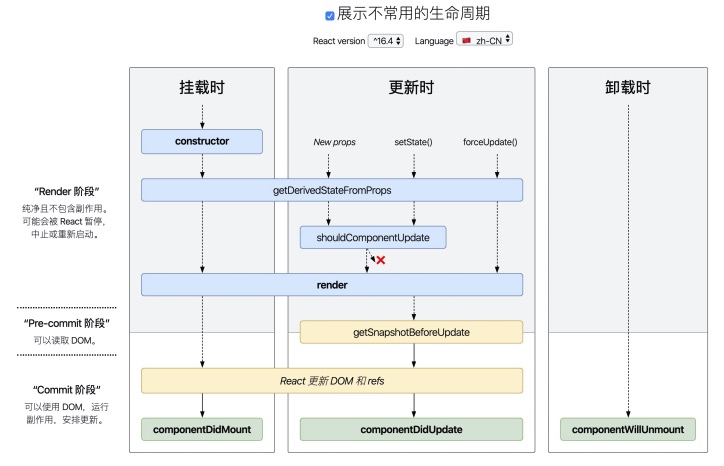 展示不常用的生命周期
React version ^16.4 Language zh-CN
挂载时
更新时
卸载时
constructor
New props
setState()
forceUpdate()
getDerivedStateFromProps
“Render 阶段”
纯净且不包含副作用。
可能会被 React 暂停，
中止或重新启动。
shouldComponentUpdate
render
“Pre-commit 阶段”
可以读取 DOM。
getSnapshotBeforeUpdate
“Commit 阶段”
可以使用 DOM，运行
副作用，安排更新。
React 更新 DOM 和 refs
componentDidMount
componentDidUpdate
componentWillUnmount